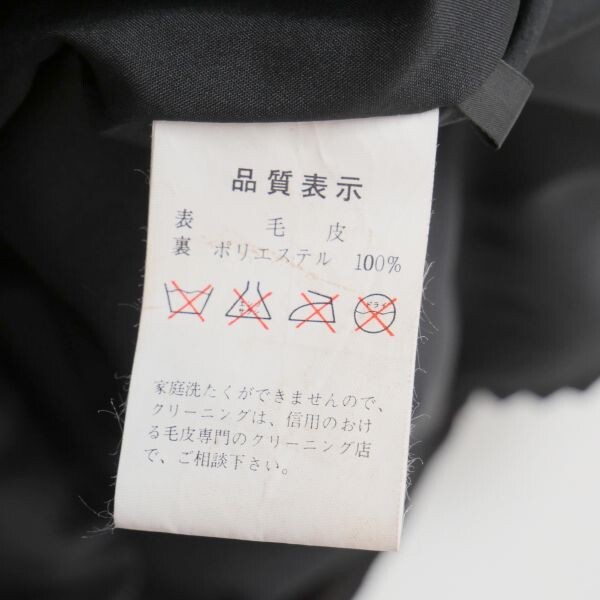 品質表示
表 毛皮
裏 ポリエステル 100%
ドライ
家庭洗たくができませんので、
クリーニングは、信用のおけ
る毛皮専門のクリーニング店
で、ご相談下さい。